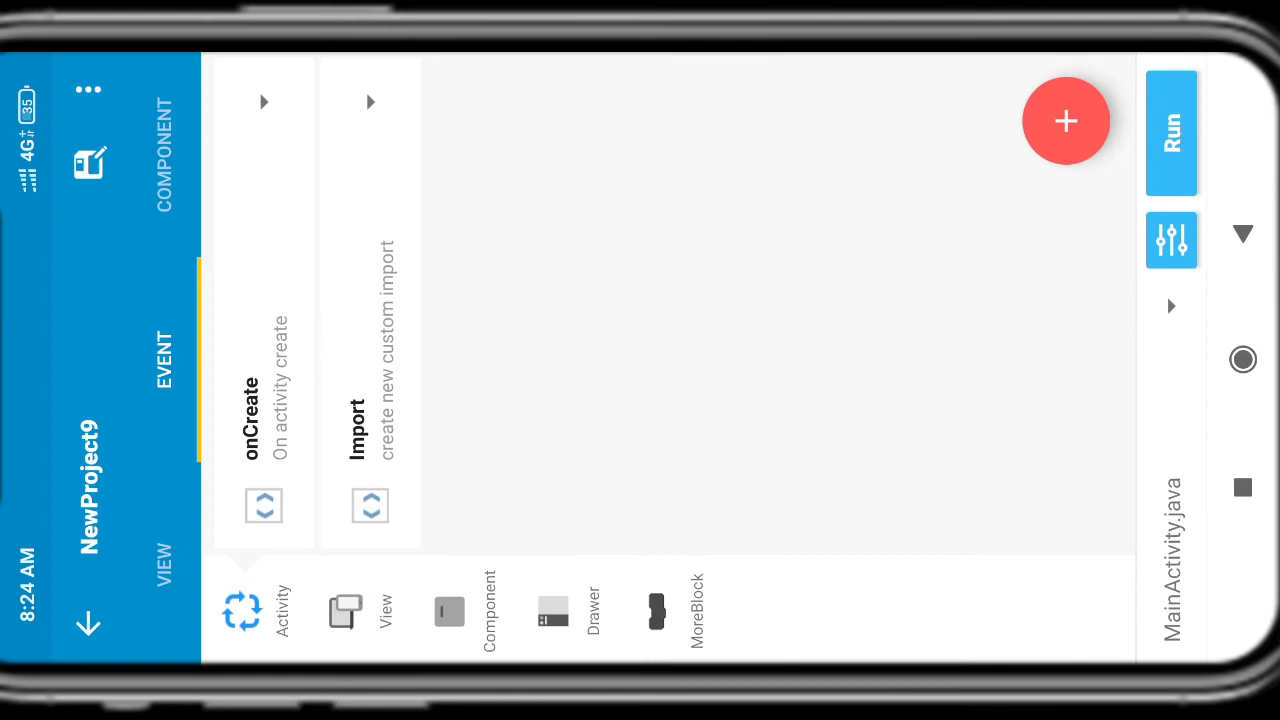 8:24 AM 4G+ 35
NewProject9
VIEW EVENT COMPONENT
Activity
View
Component
Drawer
MoreBlock
onCreate
On activity create
Import
create new custom import
+
MainActivity.java Run